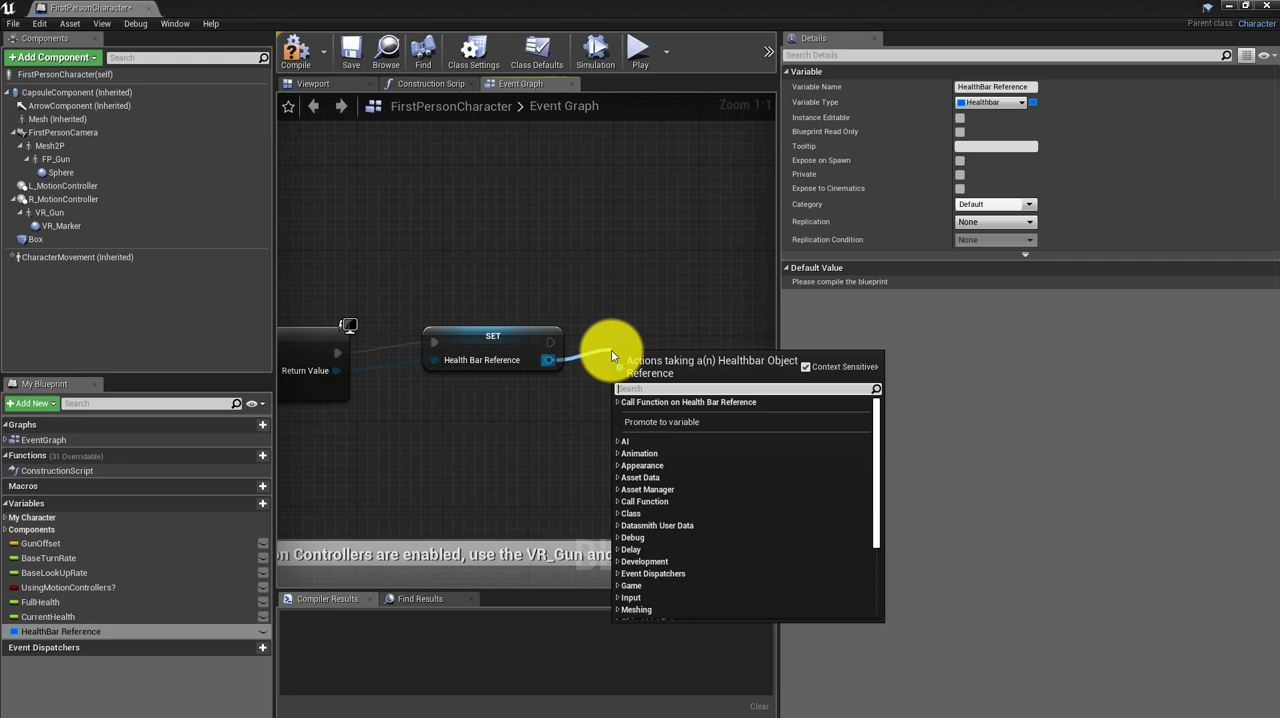 FirstPersonCharacter*
File Edit Asset View Debug Window Help
Parent class: Character
Components
Add Component
Search
FirstPersonCharacter(self)
CapsuleComponent (Inherited)
ArrowComponent (Inherited)
Mesh (Inherited)
FirstPersonCamera
Mesh2P
FP_Gun
Sphere
L_MotionController
R_MotionController
VR_Gun
VR_Marker
Box
CharacterMovement (Inherited)
My Blueprint
Add New
Search
Graphs
EventGraph
Functions (31 Overridable)
ConstructionScript
Macros
Variables
My Character
Components
GunOffset
BaseTurnRate
BaseLookUpRate
UsingMotionControllers?
FullHealth
CurrentHealth
HealthBar Reference
Event Dispatchers
Compile Save Browse Find Class Settings Class Defaults Simulation Play
Viewport Construction Scrip Event Graph
FirstPersonCharacter > Event Graph Zoom 1:1
Return Value
SET
Health Bar Reference
on Controllers are enabled, use the VR_Gun and
Actions taking a(n) Healthbar Object
Reference
Context Sensitive
Search
Call Function on Health Bar Reference
Promote to variable
AI
Animation
Appearance
Asset Data
Asset Manager
Call Function
Class
Datasmith User Data
Debug
Delay
Development
Event Dispatchers
Game
Input
Meshing
Compiler Results Find Results
Clear
Details
Search Details
Variable
Variable Name HealthBar Reference
Variable Type Healthbar
Instance Editable
Blueprint Read Only
Tooltip
Expose on Spawn
Private
Expose to Cinematics
Category Default
Replication None
Replication Condition None
Default Value
Please compile the blueprint